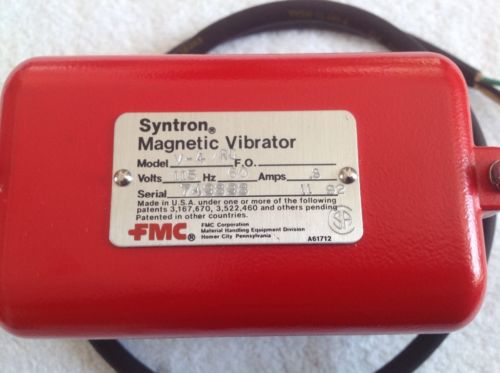 Syntron®
Magnetic Vibrator
Model V-4 F.O.
Volts 115 Hz 60 Amps .8
Serial 11 92
Made in U.S.A. under one or more of the following
patents 3,167,670, 3,522,460 and others pending
Patented in other countries.
FMC®
FMC Corporation
Material Handling Equipment Division
Homer City Pennsylvania
A61712
SA